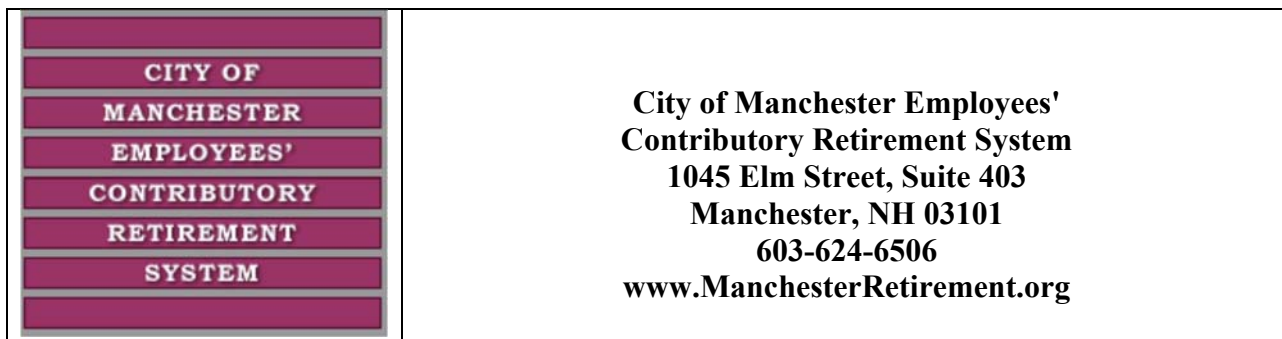 CITY OF
MANCHESTER
EMPLOYEES’
CONTRIBUTORY
RETIREMENT
SYSTEM
City of Manchester Employees'
Contributory Retirement System
1045 Elm Street, Suite 403
Manchester, NH 03101
603-624-6506
www.ManchesterRetirement.org